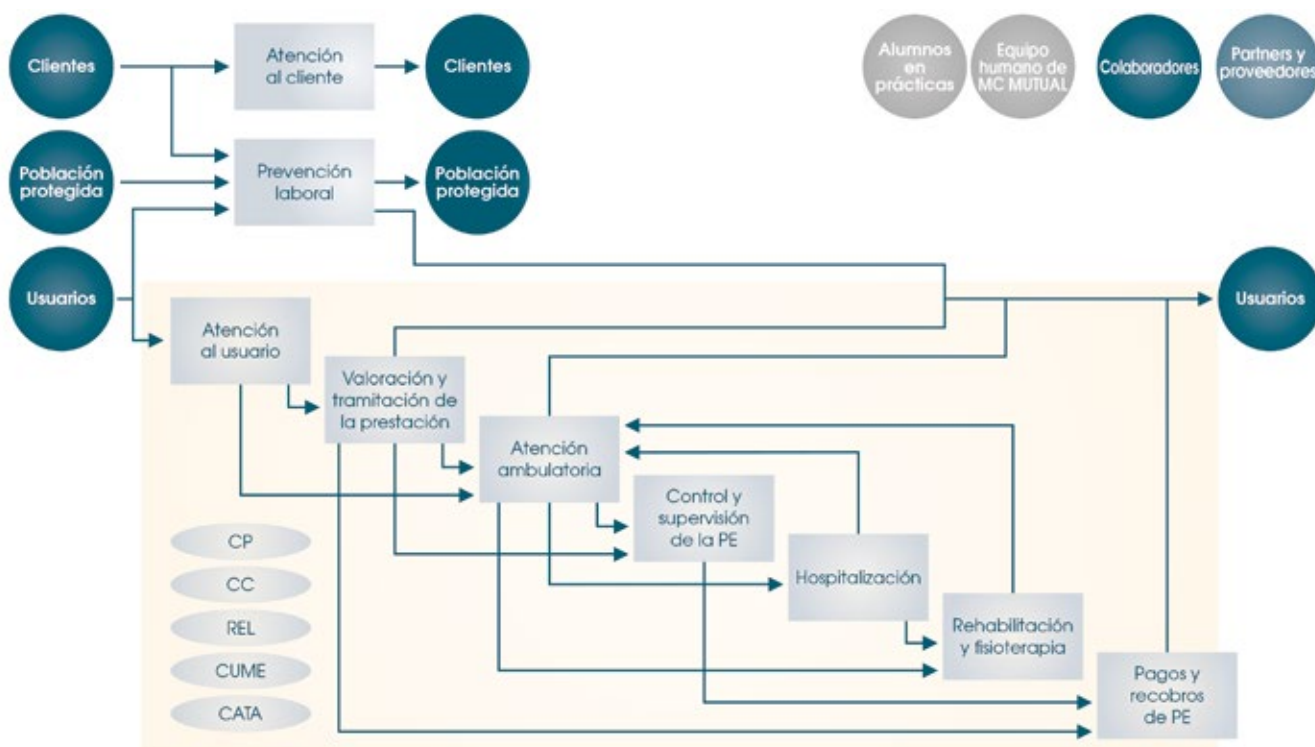 Clientes
Atención
al cliente
Clientes
Alumnos
en
prácticas
Equipo
humano de
MC MUTUAL
Colaboradores
Partners y
proveedores
Población
protegida
Prevención
laboral
Población
protegida
Usuarios
Usuarios
Atención
al usuario
Valoración y
tramitación de
la prestación
Atención
ambulatoria
Control y
supervisión
de la PE
Hospitalización
Rehabilitación
y fisioterapia
Pagos y
recobros
de PE
CP
CC
REL
CUME
CATA